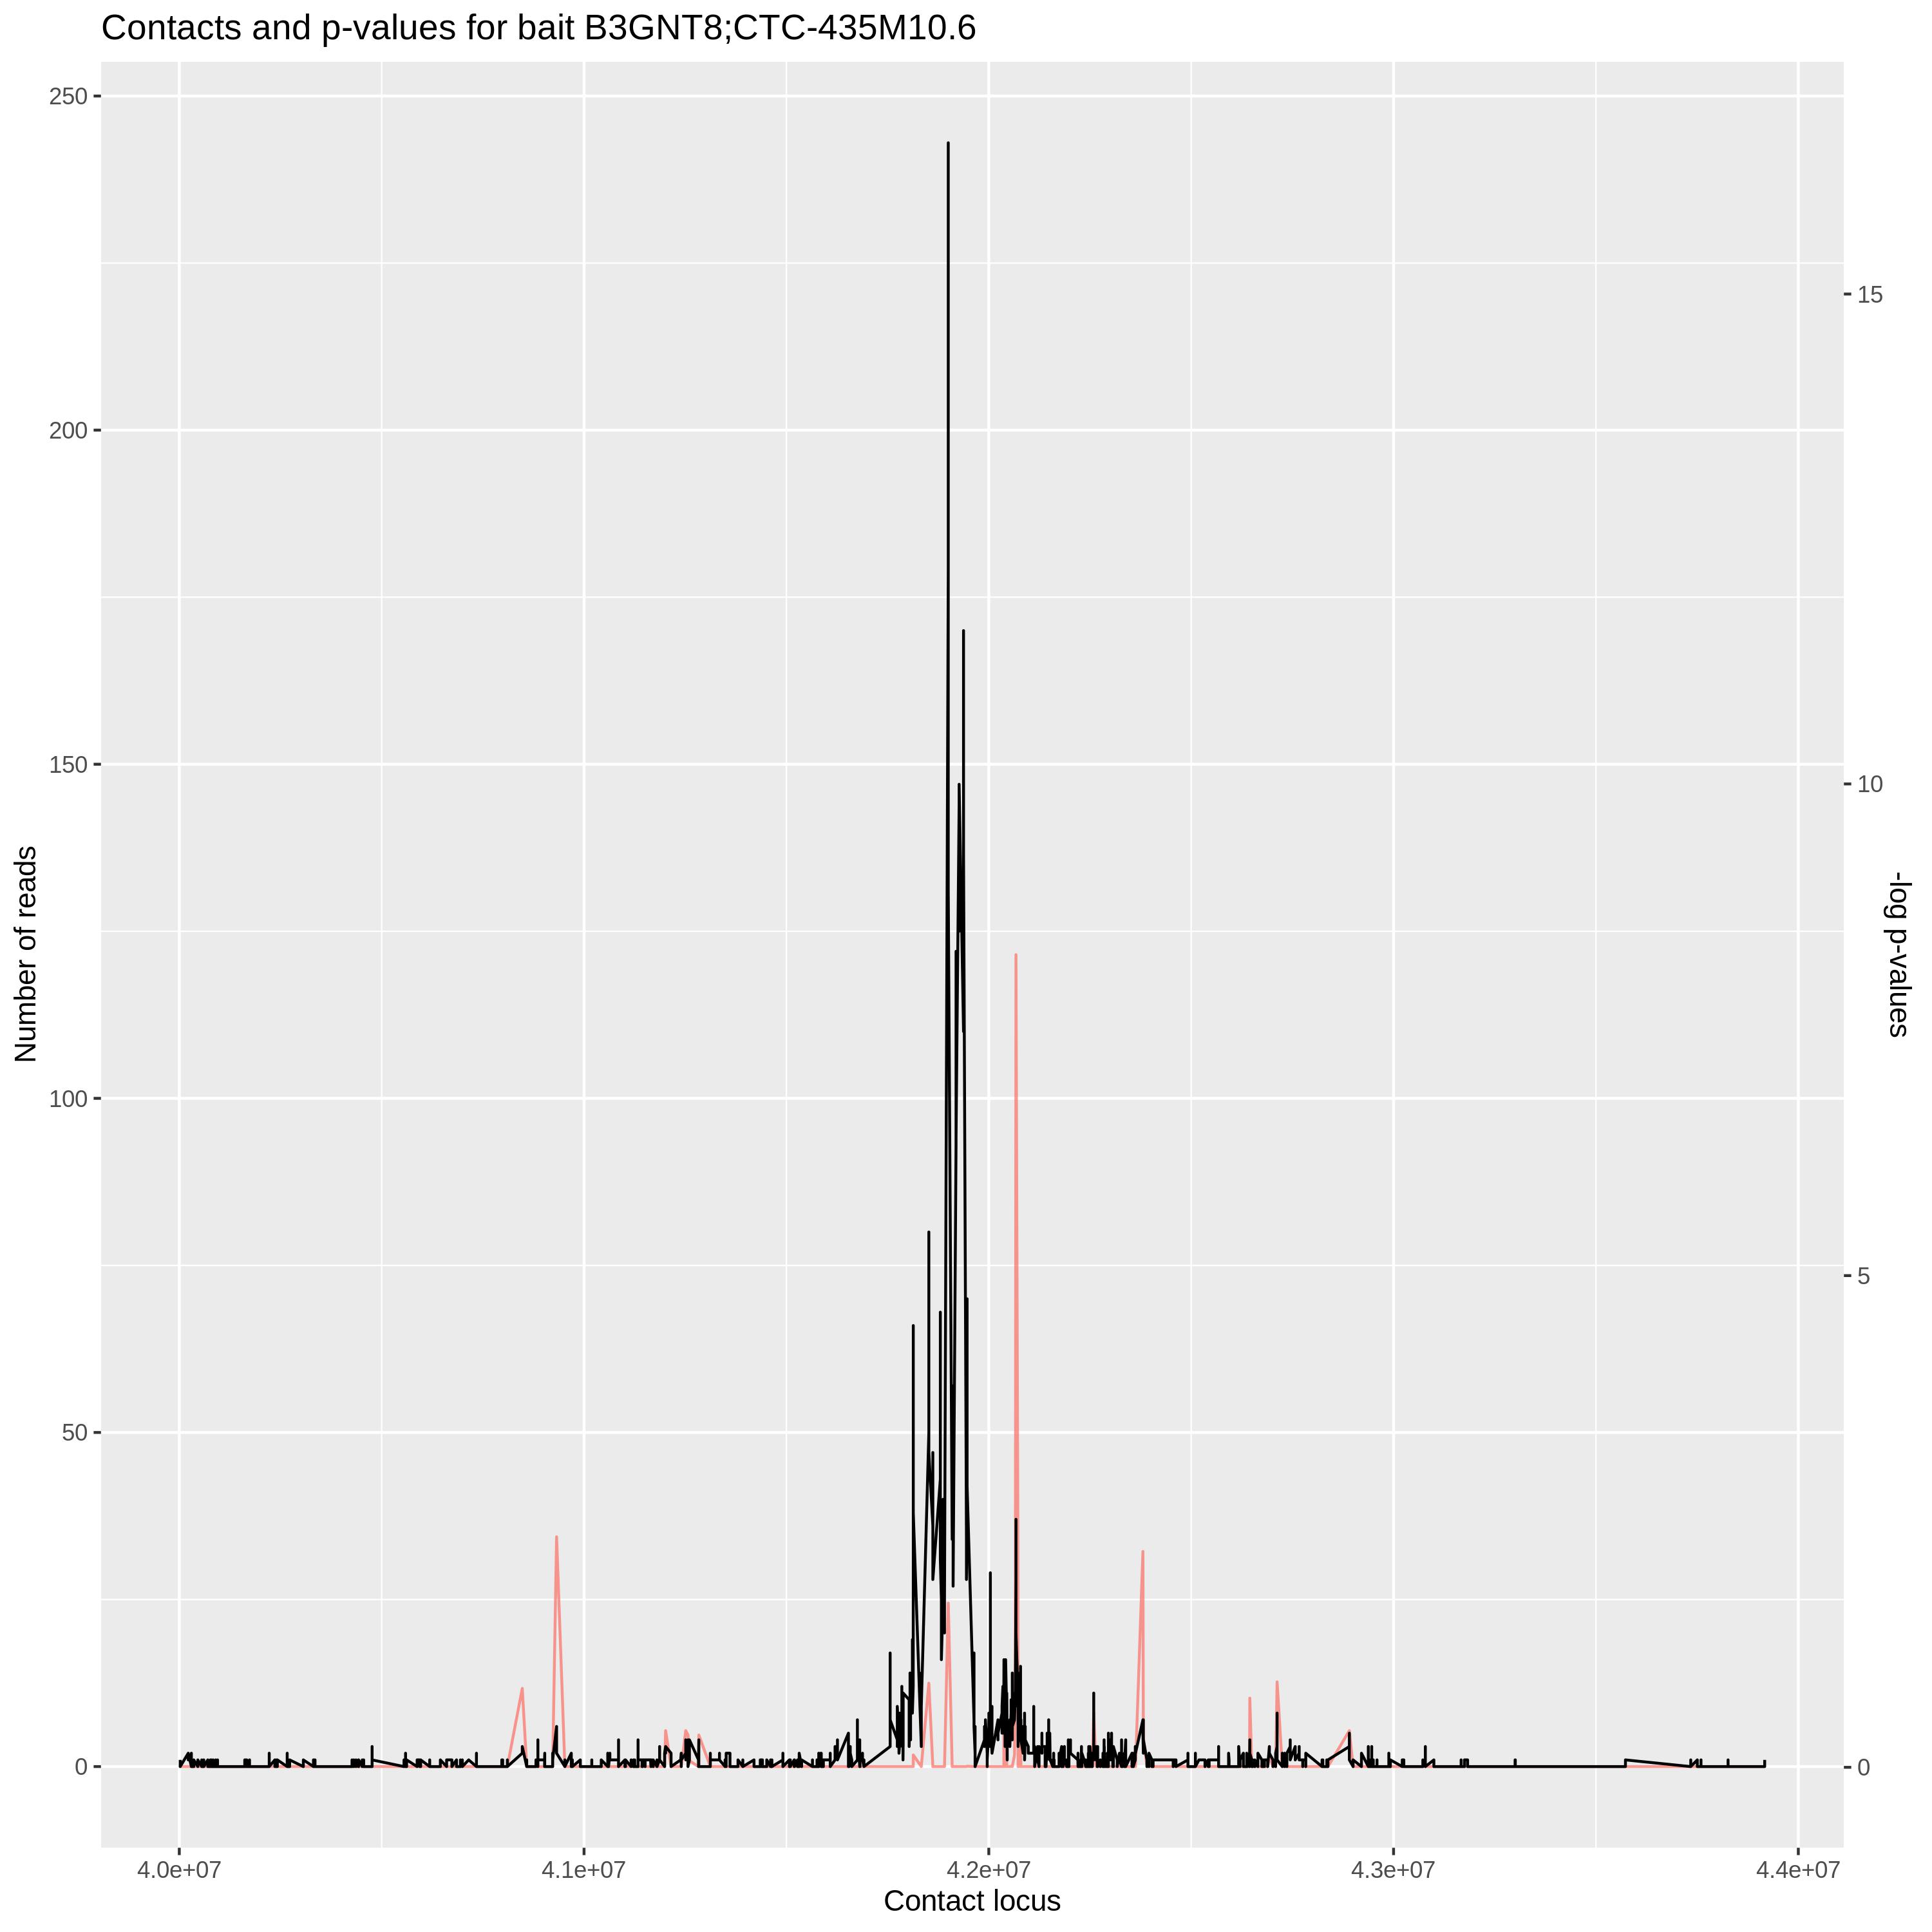 Contacts and p-values for bait B3GNT8;CTC-435M10.6
250
200
150
100
50
0
Number of reads
15
10
5
0
-log p-values
4.0e+07
4.1e+07
4.2e+07
4.3e+07
4.4e+07
Contact locus